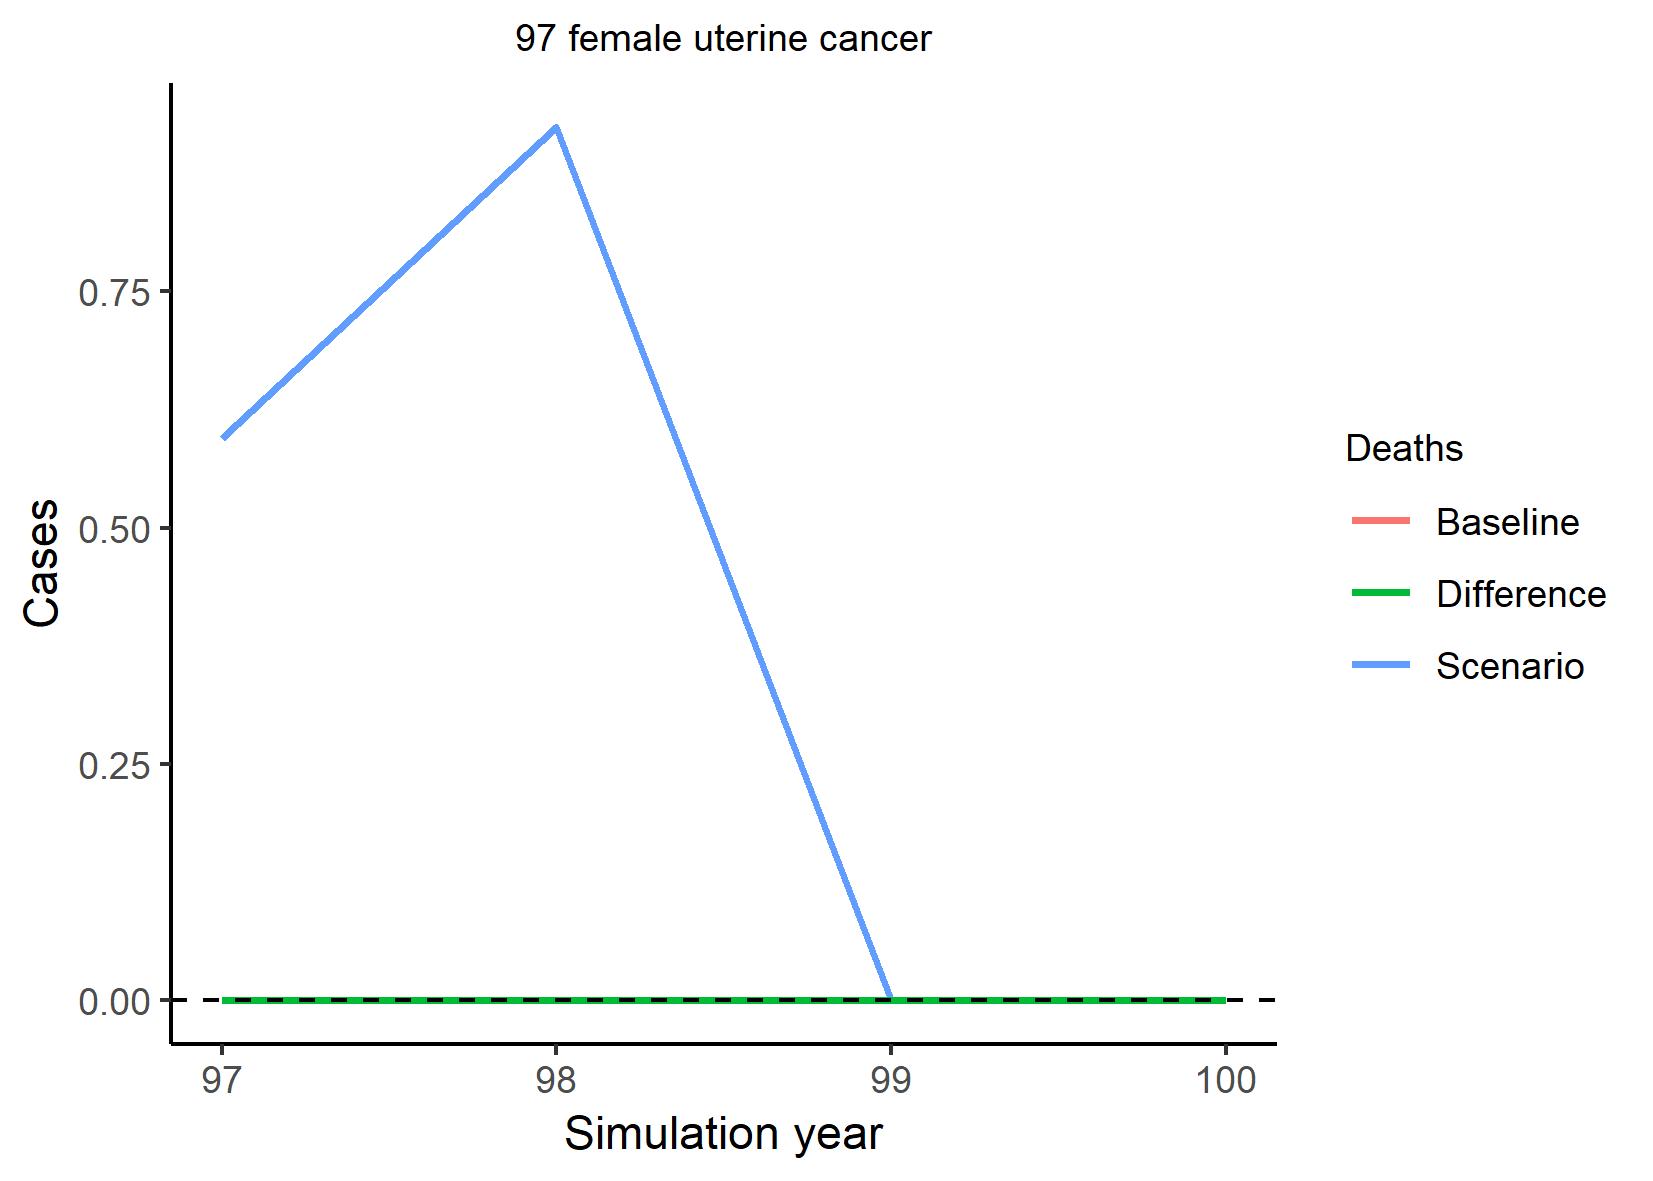 97 female uterine cancer
Cases
0.75
0.50
0.25
0.00
97
98
99
100
Simulation year
Deaths
Baseline
Difference
Scenario